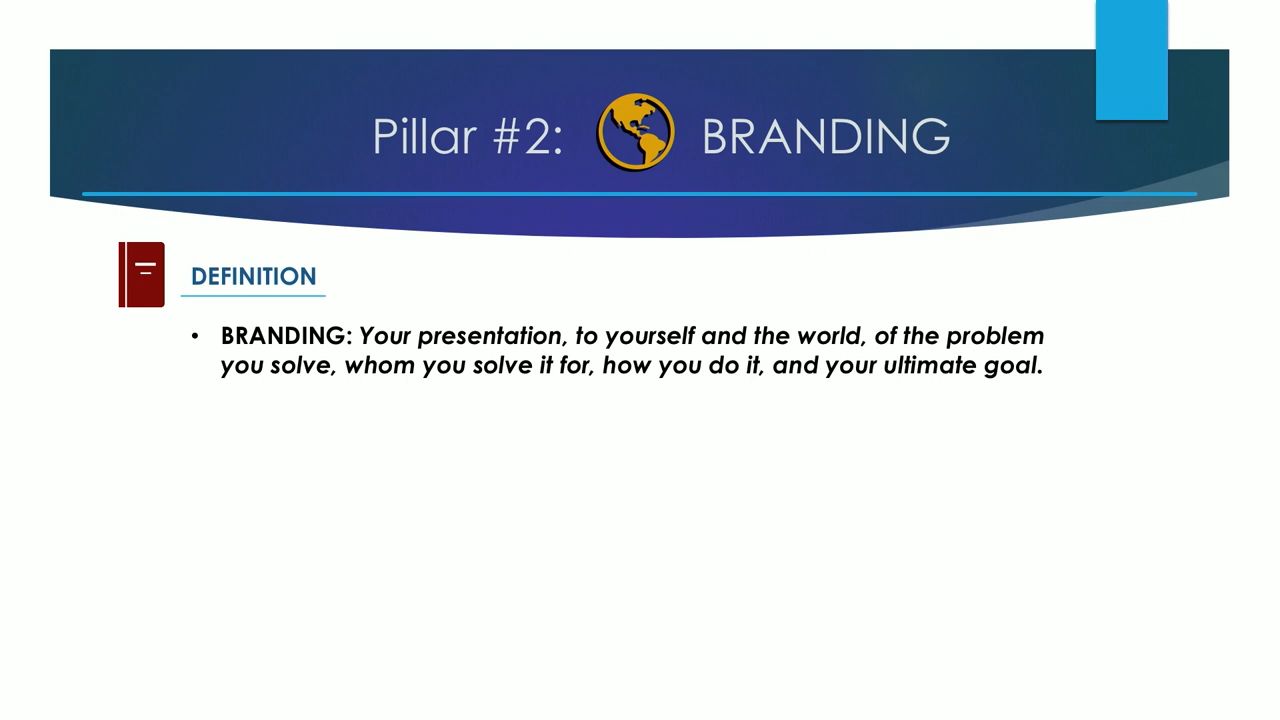 Pillar #2: BRANDING
DEFINITION
• BRANDING: Your presentation, to yourself and the world, of the problem
you solve, whom you solve it for, how you do it, and your ultimate goal.